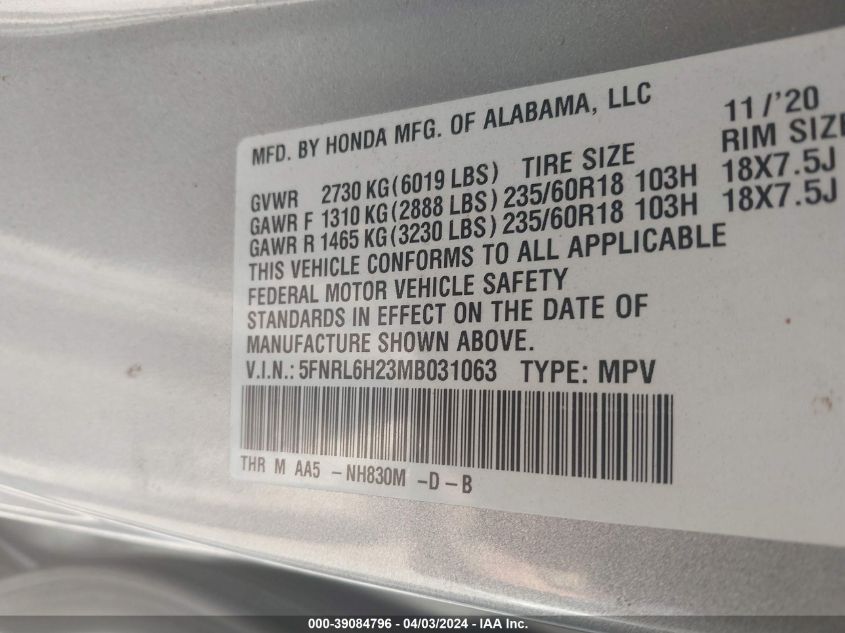 MFD. BY HONDA MFG. OF ALABAMA, LLC 11/'20
GVWR 2730 KG(6019 LBS) TIRE SIZE RIM SIZE
GAWR F 1310 KG(2888 LBS) 235/60R18 103H 18X7.5J
GAWR R 1465 KG(3230 LBS) 235/60R18 103H 18X7.5J
THIS VEHICLE CONFORMS TO ALL APPLICABLE
FEDERAL MOTOR VEHICLE SAFETY
STANDARDS IN EFFECT ON THE DATE OF
MANUFACTURE SHOWN ABOVE.
V.I.N.: 5FNRL6H23MB031063 TYPE: MPV
THR M AA5 -NH830M -D-B
000-39084796 - 04/03/2024 - IAA Inc.